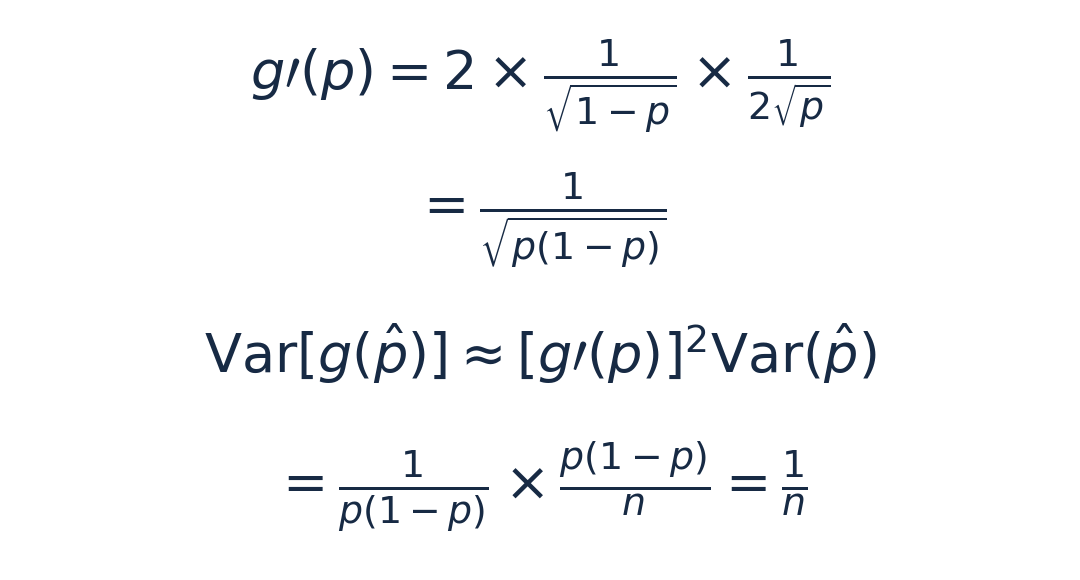 g′(p) = 2 × 1/√(1 − p) × 1/(2√p)
= 1/√(p(1 − p))
Var[g(p̂)] ≈ [g′(p)]²Var(p̂)
= 1/(p(1 − p)) × p(1 − p)/n = 1/n